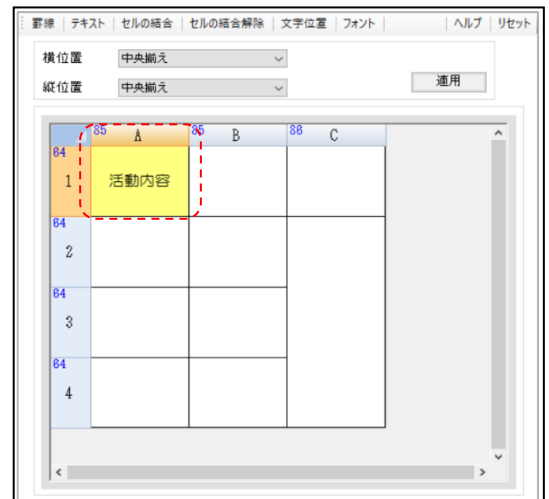 罫線 テキスト セルの結合 セルの結合解除 文字位置 フォント ヘルプ リセット
横位置 中央揃え
縦位置 中央揃え
適用
85 A 85 B 86 C
64
1 活動内容
64
2
64
3
64
4